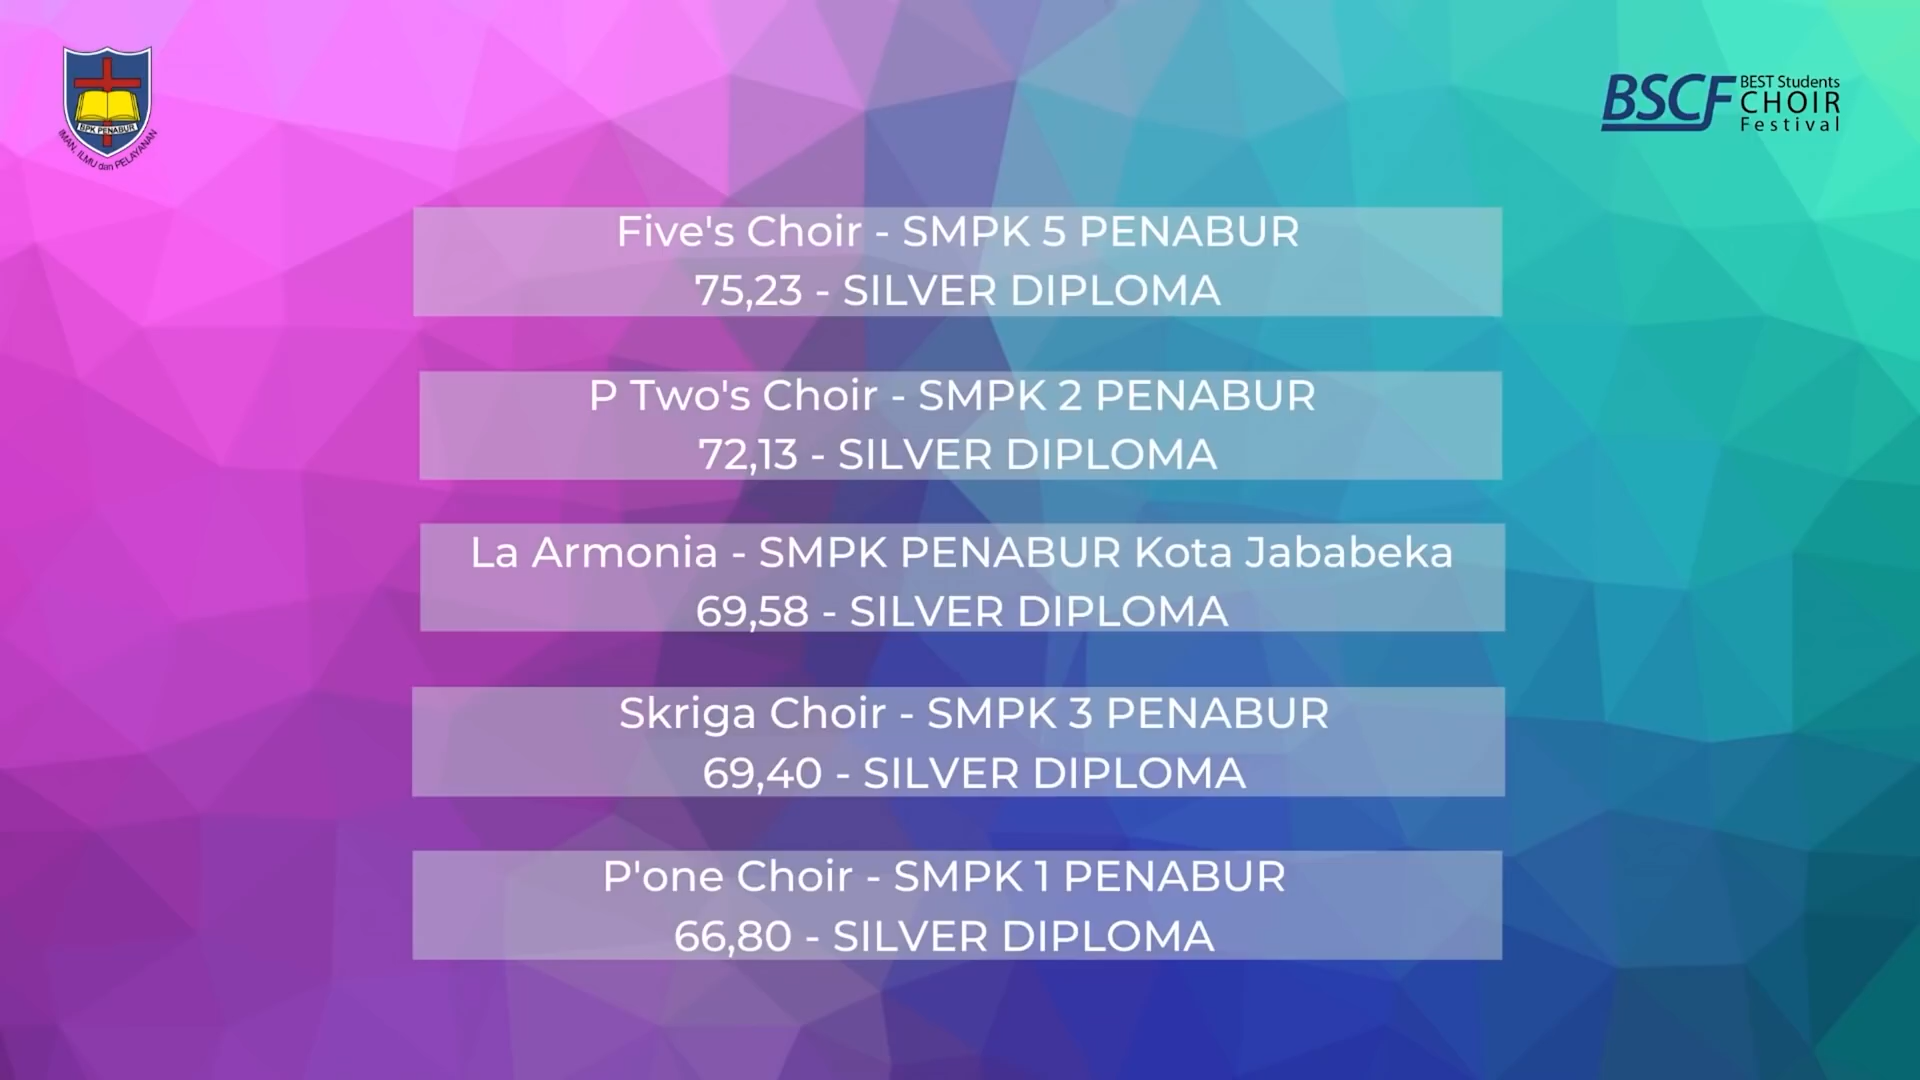 BPK PENABUR
IMAN, ILMU dan PELAYANAN
BSCF
BEST Students
CHOIR
Festival
Five's Choir - SMPK 5 PENABUR
75,23 - SILVER DIPLOMA
P Two's Choir - SMPK 2 PENABUR
72,13 - SILVER DIPLOMA
La Armonia - SMPK PENABUR Kota Jababeka
69,58 - SILVER DIPLOMA
Skriga Choir - SMPK 3 PENABUR
69,40 - SILVER DIPLOMA
P'one Choir - SMPK 1 PENABUR
66,80 - SILVER DIPLOMA